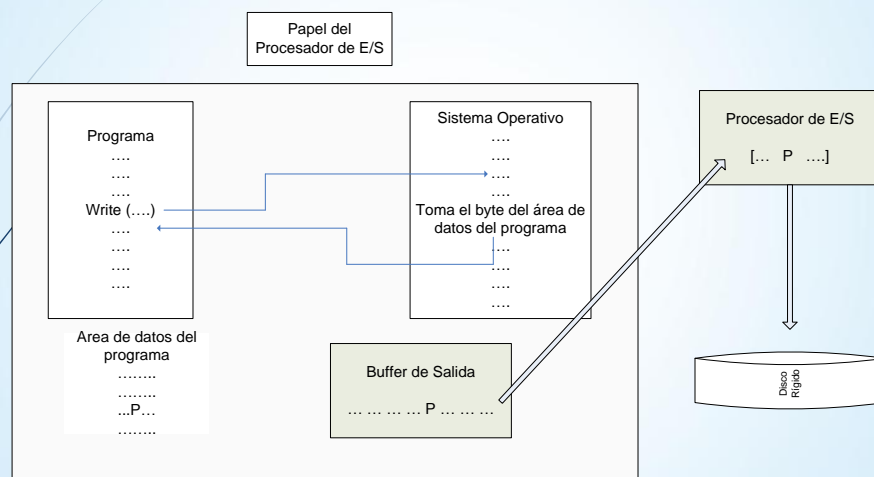 Papel del
Procesador de E/S
Programa
....
....
....
Write (....)
....
....
....
....
Sistema Operativo
....
....
....
....
Toma el byte del área de
datos del programa
....
....
....
....
Procesador de E/S
[... P ....]
Area de datos del
programa
........
........
...P...
........
Buffer de Salida
... ... ... ... P ... ... ...
Disco
Rígido